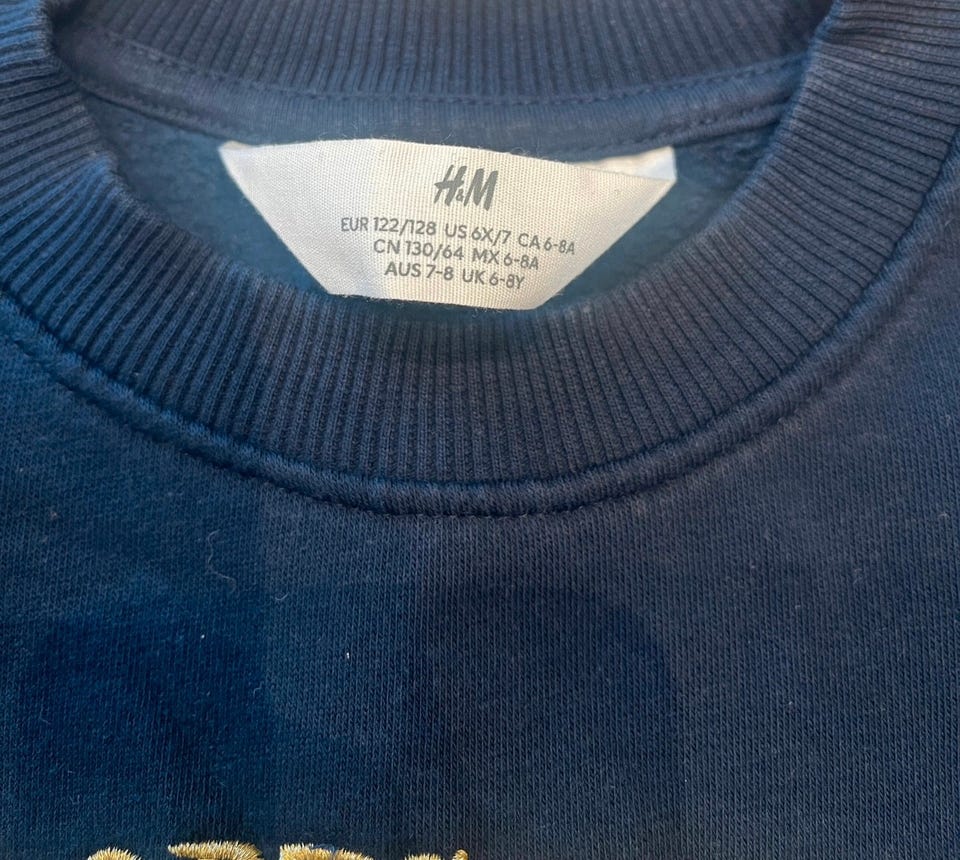 H&M
EUR 122/128 US 6X/7 CA 6-8A
CN 130/64 MX 6-8A
AUS 7-8 UK 6-8Y